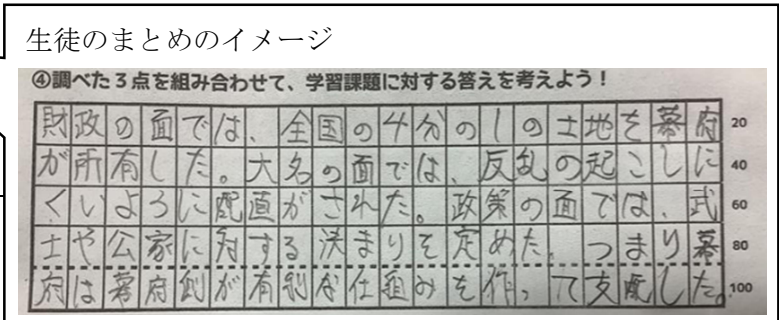 生徒のまとめのイメージ
④調べた３点を組み合わせて、学習課題に対する答えを考えよう！
財政の面では、全国の4分の1の土地を幕府 20
が所有した。大名の面では、反乱の起こしに 40
くいように配置がされた。政策の面では、武 60
士や公家に対する決まりを定めた。つまり幕 80
府は幕府側が有利な仕組みを作って支配した。 100